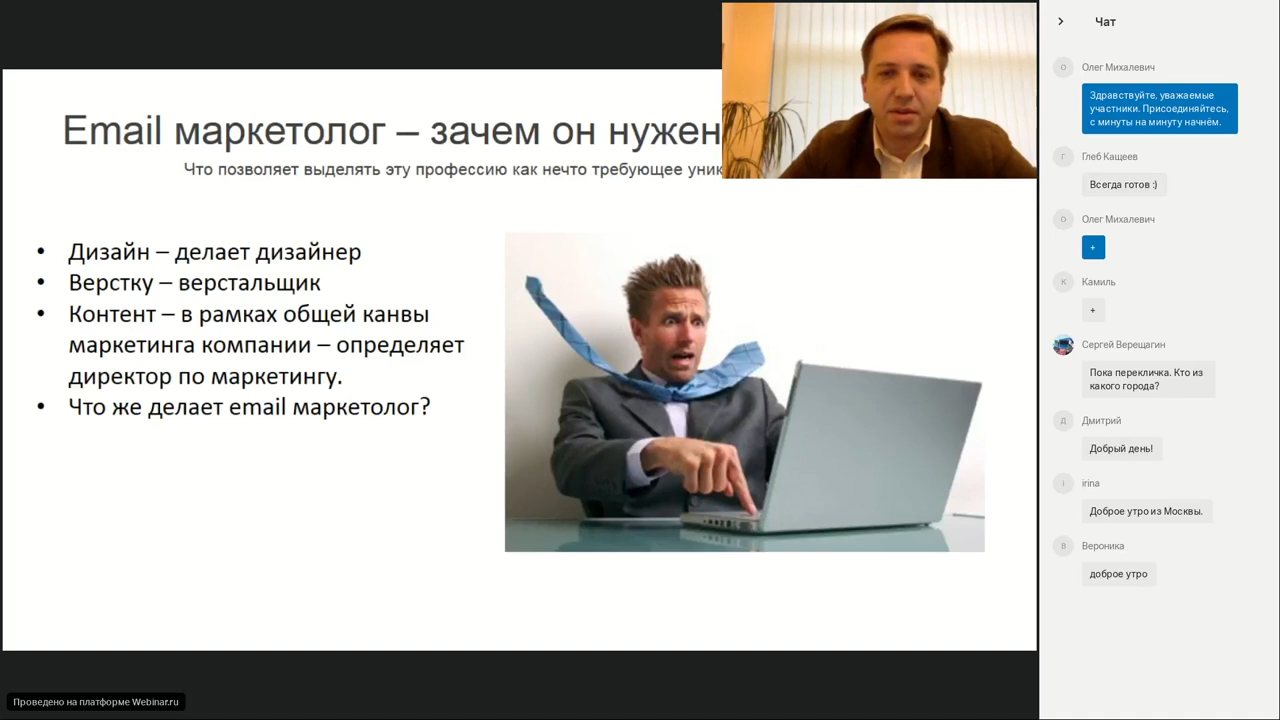 Email маркетолог – зачем он нужен
Что позволяет выделять эту профессию как нечто требующее уник
• Дизайн – делает дизайнер
• Верстку – верстальщик
• Контент – в рамках общей канвы
маркетинга компании – определяет
директор по маркетингу.
• Что же делает email маркетолог?
Проведено на платформе Webinar.ru
Чат
О
Олег Михалевич
Здравствуйте, уважаемые
участники. Присоединяйтесь,
с минуты на минуту начнём.
Г
Глеб Кащеев
Всегда готов :)
О
Олег Михалевич
+
К
Камиль
+
Сергей Верещагин
Пока перекличка. Кто из
какого города?
Д
Дмитрий
Добрый день!
I
irina
Доброе утро из Москвы.
В
Вероника
доброе утро